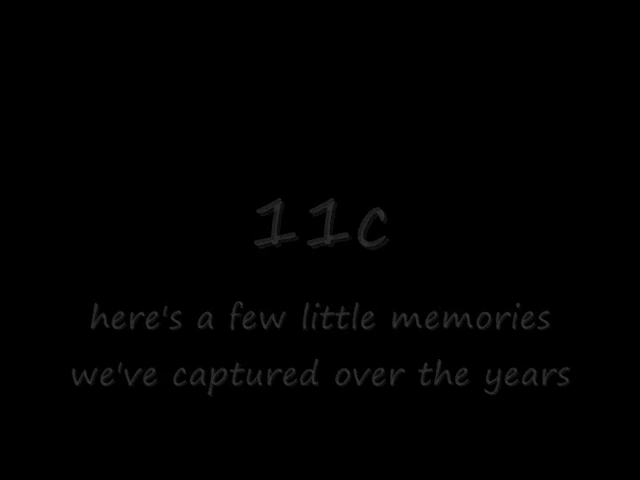 11c
here's a few little memories
we've captured over the years